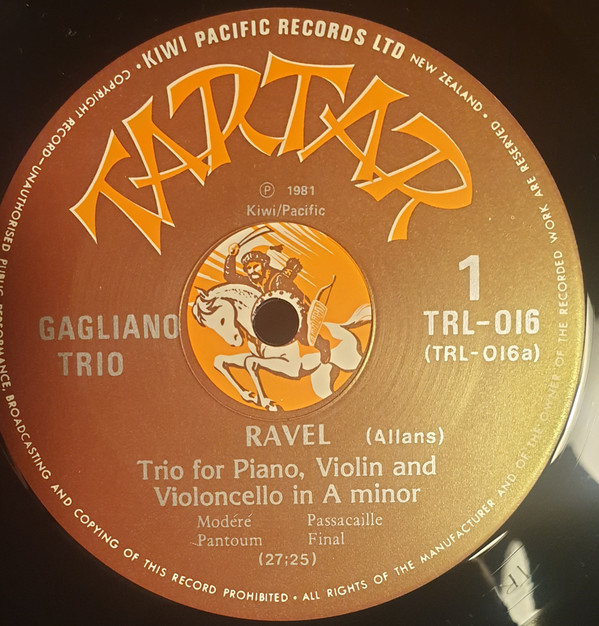 • KIWI PACIFIC RECORDS LTD NEW ZEALAND •
TARTAR
℗ 1981
Kiwi/Pacific
1
GAGLIANO
TRIO
TRL-016
(TRL-016a)
RAVEL (Allans)
Trio for Piano, Violin and
Violoncello in A minor
Modéré Passacaille
Pantoum Final
(27;25)
COPYRIGHT RECORD—UNAUTHORISED PUBLIC PERFORMANCE, BROADCASTING AND COPYING OF THIS RECORD PROHIBITED • ALL RIGHTS OF THE MANUFACTURER AND OF THE OWNER OF THE RECORDED WORK ARE RESERVED